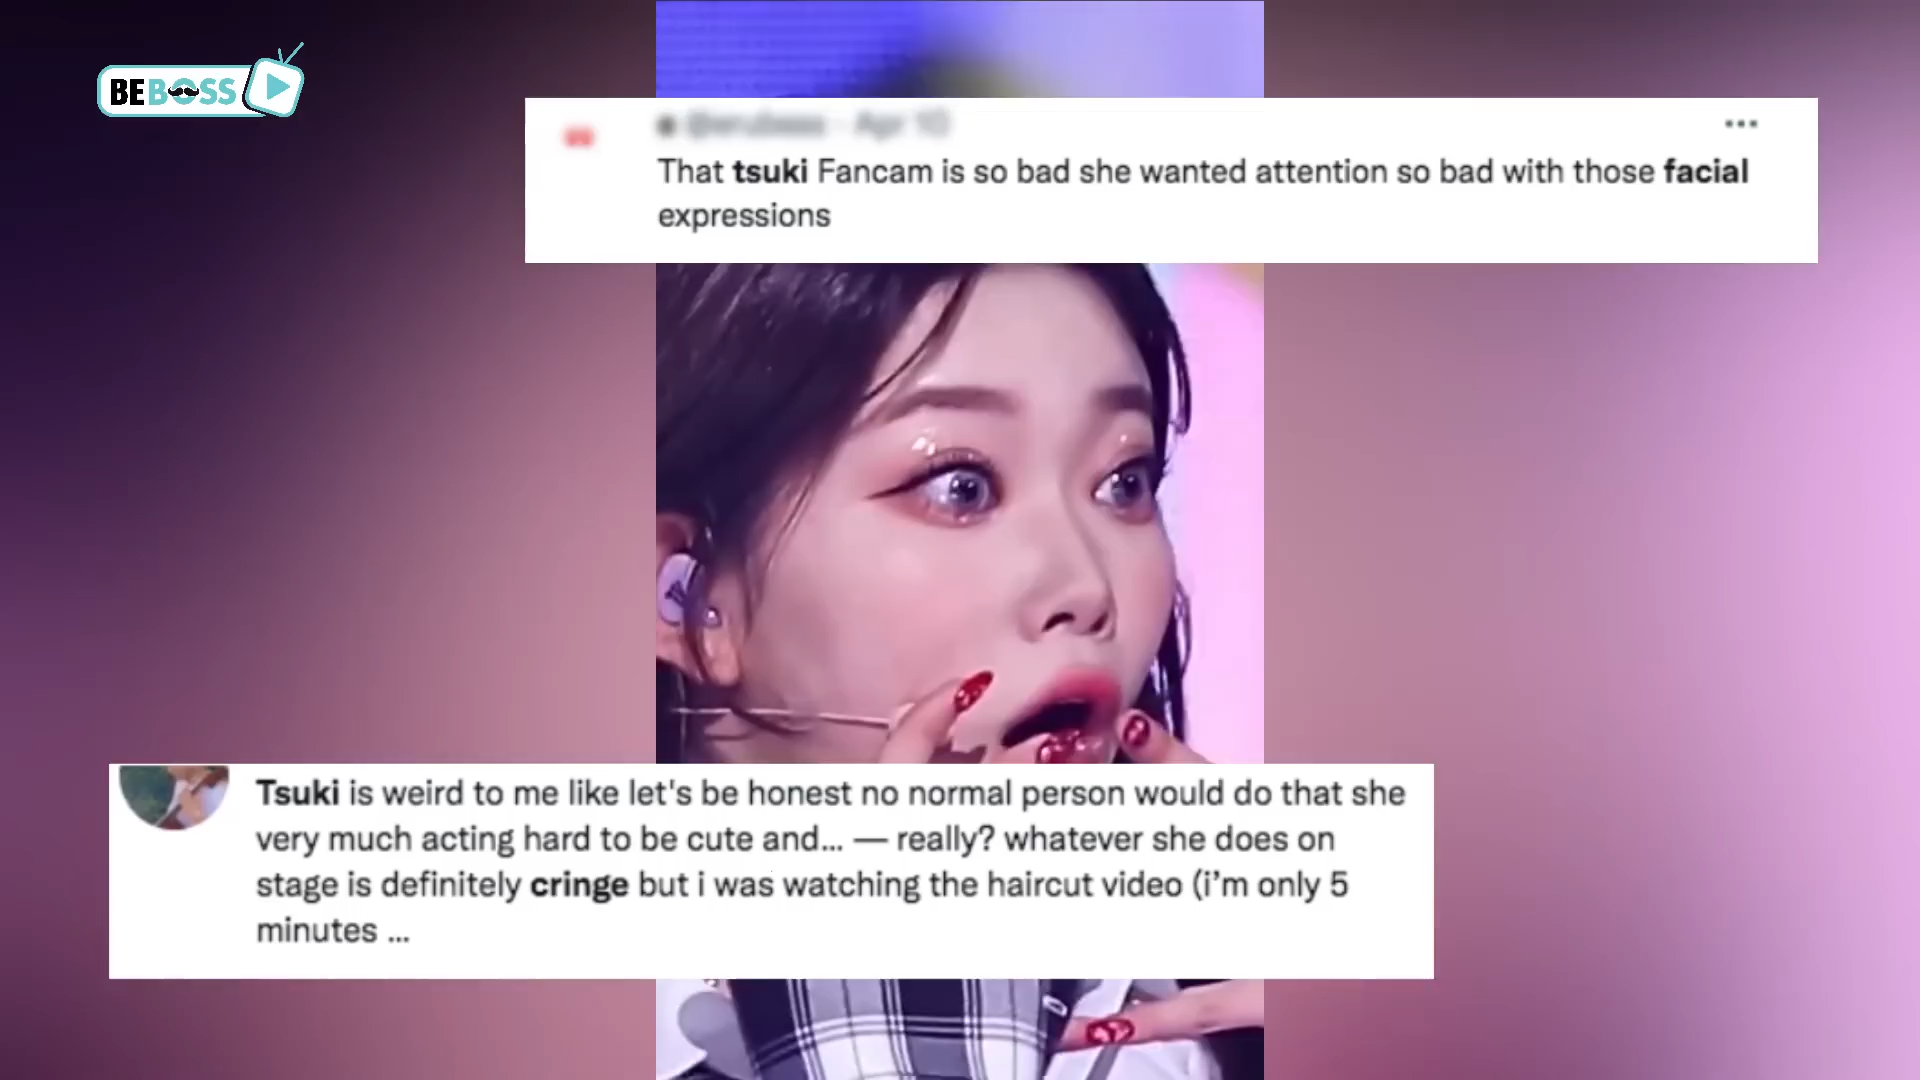 BEBOSS
That tsuki Fancam is so bad she wanted attention so bad with those facial
expressions
Tsuki is weird to me like let's be honest no normal person would do that she
very much acting hard to be cute and... — really? whatever she does on
stage is definitely cringe but i was watching the haircut video (i'm only 5
minutes ...